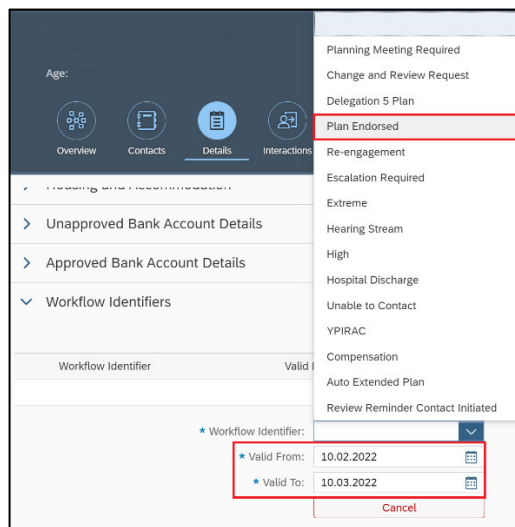 Age:
Overview
Contacts
Details
Interactions
Planning Meeting Required
Change and Review Request
Delegation 5 Plan
Plan Endorsed
Re-engagement
Escalation Required
Extreme
Hearing Stream
High
Hospital Discharge
Unable to Contact
YPIRAC
Compensation
Auto Extended Plan
Review Reminder Contact Initiated
Housing and Accommodation
Unapproved Bank Account Details
Approved Bank Account Details
Workflow Identifiers
Workflow Identifier Valid
* Workflow Identifier:
* Valid From: 10.02.2022
* Valid To: 10.03.2022
Cancel